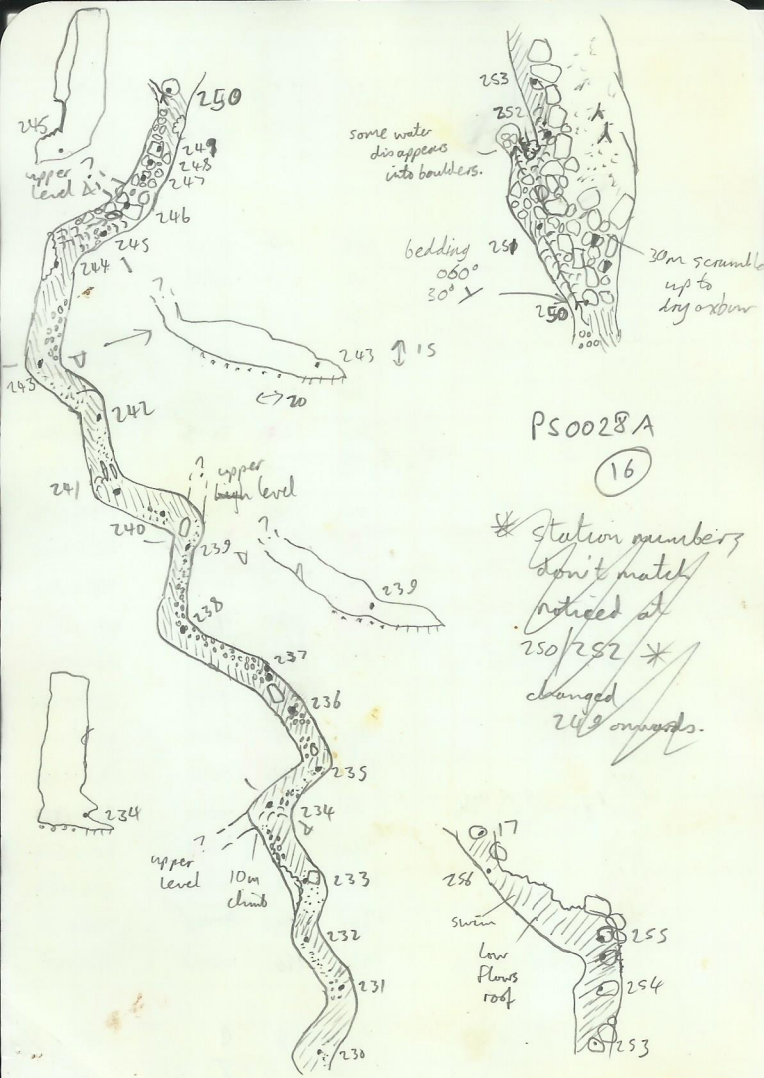 245
250
249
248
247
upper
level
?
246
245
244
243
243
15
20
?
242
241
240
?
upper
level
239
?
239
238
237
236
235
234
234
?
upper
level
10m
climb
233
232
231
230
253
252
some water
disappears
into boulders.
251
bedding
060°
30°
250
30m scramble
up to
dry oxbow
PS0028A
16
* station numbers
don't match
noticed at
250/252 *
changed
249 onwards.
17
256
swim
low
flows
roof
255
254
253